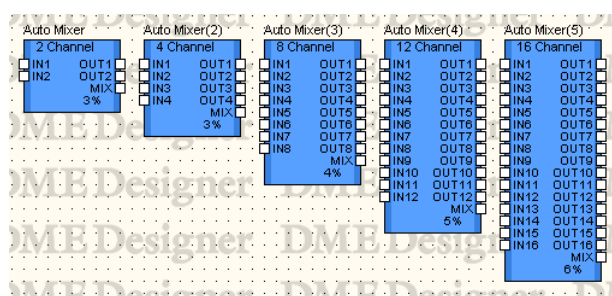 Auto Mixer
2 Channel
IN1 OUT1
IN2 OUT2
MIX
3%
Auto Mixer(2)
4 Channel
IN1 OUT1
IN2 OUT2
IN3 OUT3
IN4 OUT4
MIX
3%
Auto Mixer(3)
8 Channel
IN1 OUT1
IN2 OUT2
IN3 OUT3
IN4 OUT4
IN5 OUT5
IN6 OUT6
IN7 OUT7
IN8 OUT8
MIX
4%
Auto Mixer(4)
12 Channel
IN1 OUT1
IN2 OUT2
IN3 OUT3
IN4 OUT4
IN5 OUT5
IN6 OUT6
IN7 OUT7
IN8 OUT8
IN9 OUT9
IN10 OUT10
IN11 OUT11
IN12 OUT12
MIX
5%
Auto Mixer(5)
16 Channel
IN1 OUT1
IN2 OUT2
IN3 OUT3
IN4 OUT4
IN5 OUT5
IN6 OUT6
IN7 OUT7
IN8 OUT8
IN9 OUT9
IN10 OUT10
IN11 OUT11
IN12 OUT12
IN13 OUT13
IN14 OUT14
IN15 OUT15
IN16 OUT16
MIX
6%
DME Designer DME Designer